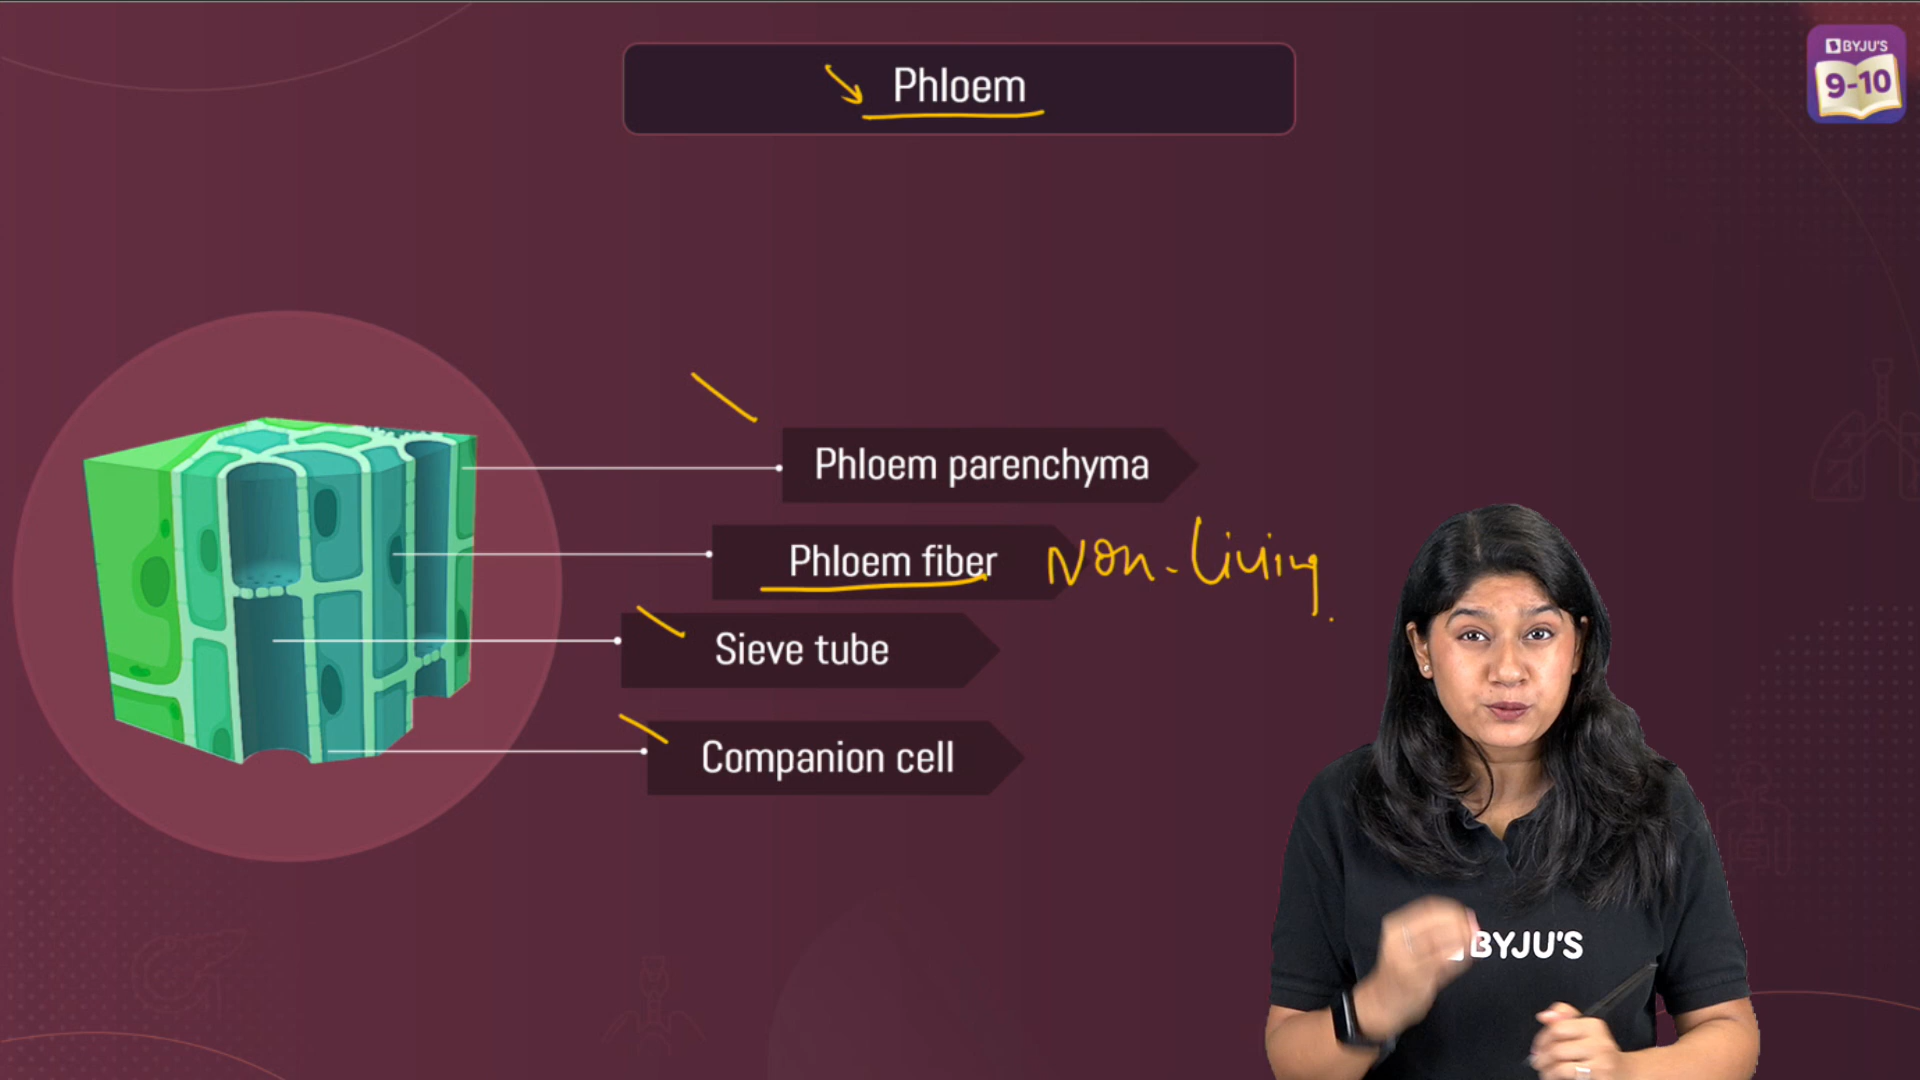 Phloem
BYJU'S
9-10
Phloem parenchyma
Phloem fiber Non-living.
Sieve tube
Companion cell
BYJU'S